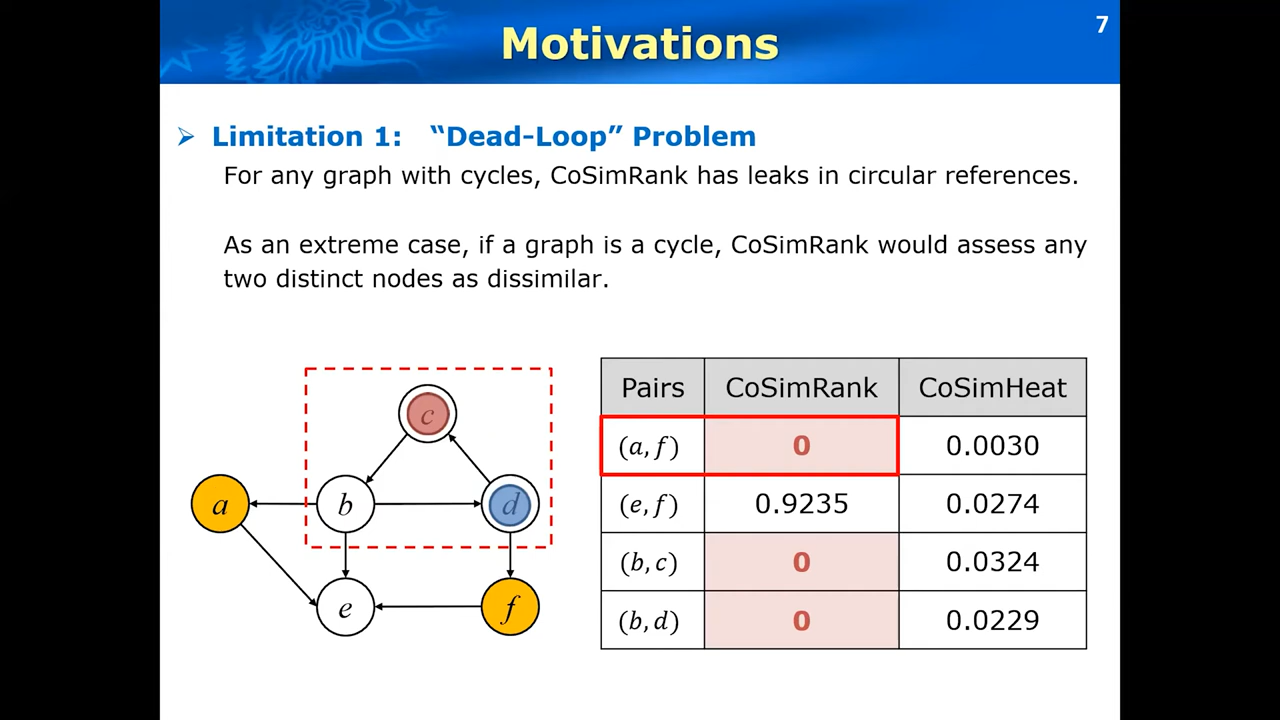 Motivations
7
Limitation 1: “Dead-Loop” Problem
For any graph with cycles, CoSimRank has leaks in circular references.
As an extreme case, if a graph is a cycle, CoSimRank would assess any
two distinct nodes as dissimilar.
c
a
b
d
e
f
Pairs CoSimRank CoSimHeat
(a, f) 0 0.0030
(e, f) 0.9235 0.0274
(b, c) 0 0.0324
(b, d) 0 0.0229